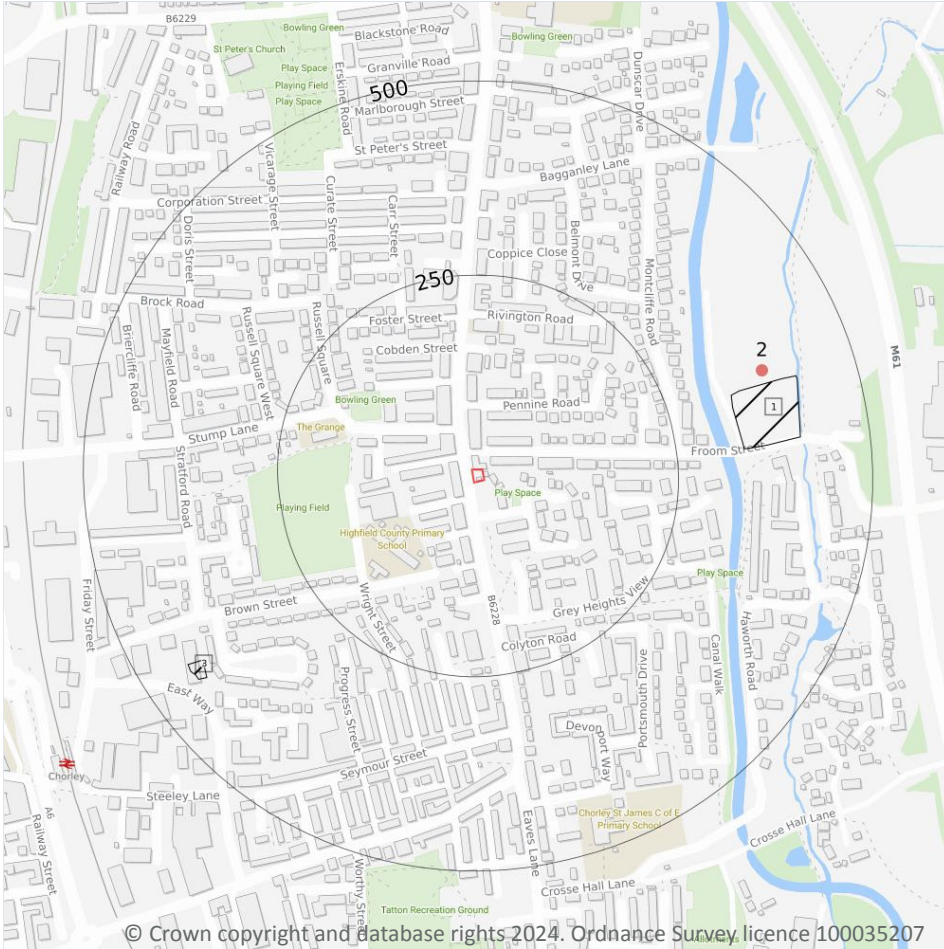 B6229
Bowling Green
Blackstone Road
Bowling Green
St Peter's Church
Granville Road
Play Space
Playing Field
Play Space
Erskine Road
Dunscar Drive
500
Marlborough Street
Railway Road
Vicarage Street
St Peter's Street
Bagganley Lane
Corporation Street
Curate Street
Carr Street
Doris Street
Belmont Drive
Coppice Close
Montcliffe Road
250
Brock Road
Foster Street
Rivington Road
Russell Square
Russell Square West
Cobden Street
Briercliffe Road
Mayfield Road
M61
2
1
Bowling Green
Pennine Road
The Grange
Stump Lane
Froom Street
Stratford Road
Play Space
Playing Field
Highfield County Primary
School
Play Space
Friday Street
Brown Street
Wright Street
B6228
Grey Heights View
Haworth Road
Colyton Road
Canal Walk
3
East Way
Progress Street
Portsmouth Drive
Devonport Way
Seymour Street
Chorley
Steeley Lane
A6
Railway Street
Eaves Lane
Chorley St James C of E
Primary School
Crosse Hall Lane
Worthy Street
Crosse Hall Lane
Tatton Recreation Ground
© Crown copyright and database rights 2024. Ordnance Survey licence 100035207